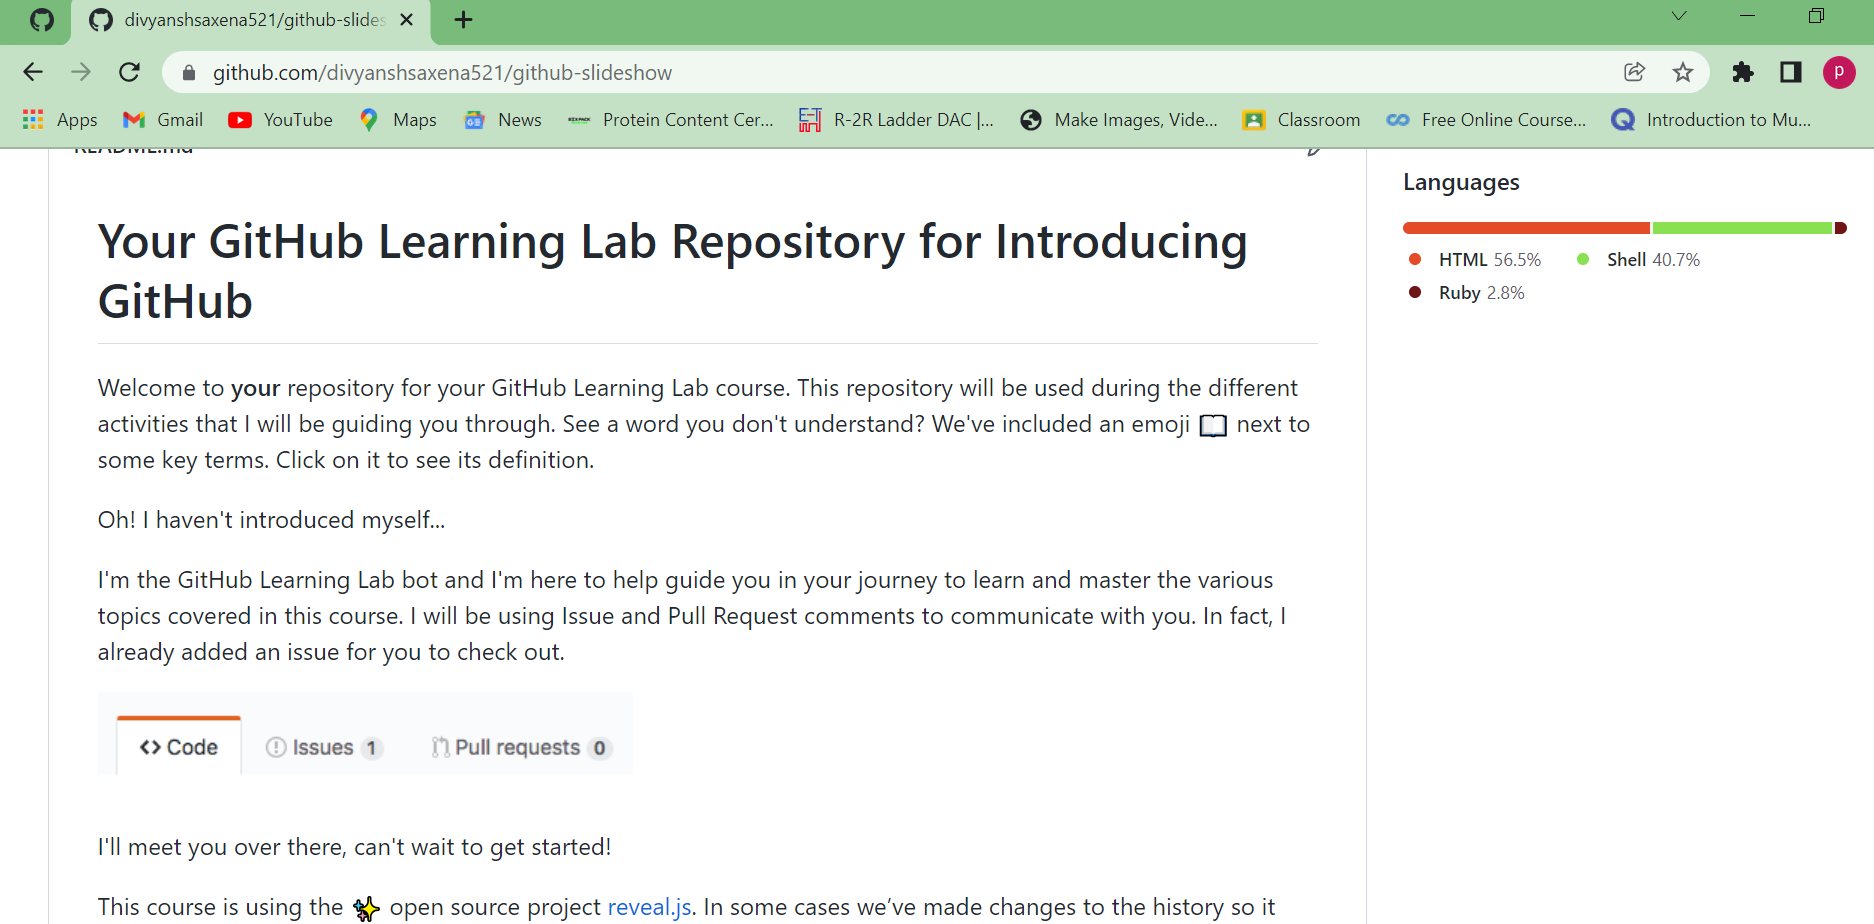 divyanshsaxena521/github-slides
github.com/divyanshsaxena521/github-slideshow
P
Apps Gmail YouTube Maps News Protein Content Cer... R-2R Ladder DAC |... Make Images, Vide... Classroom Free Online Course... Introduction to Mu...
README.md
Languages
HTML 56.5% Shell 40.7%
Ruby 2.8%
Your GitHub Learning Lab Repository for Introducing
GitHub
Welcome to your repository for your GitHub Learning Lab course. This repository will be used during the different
activities that I will be guiding you through. See a word you don't understand? We've included an emoji 📖 next to
some key terms. Click on it to see its definition.
Oh! I haven't introduced myself...
I'm the GitHub Learning Lab bot and I'm here to help guide you in your journey to learn and master the various
topics covered in this course. I will be using Issue and Pull Request comments to communicate with you. In fact, I
already added an issue for you to check out.
<> Code Issues 1 Pull requests 0
I'll meet you over there, can't wait to get started!
This course is using the ✨ open source project reveal.js. In some cases we’ve made changes to the history so it